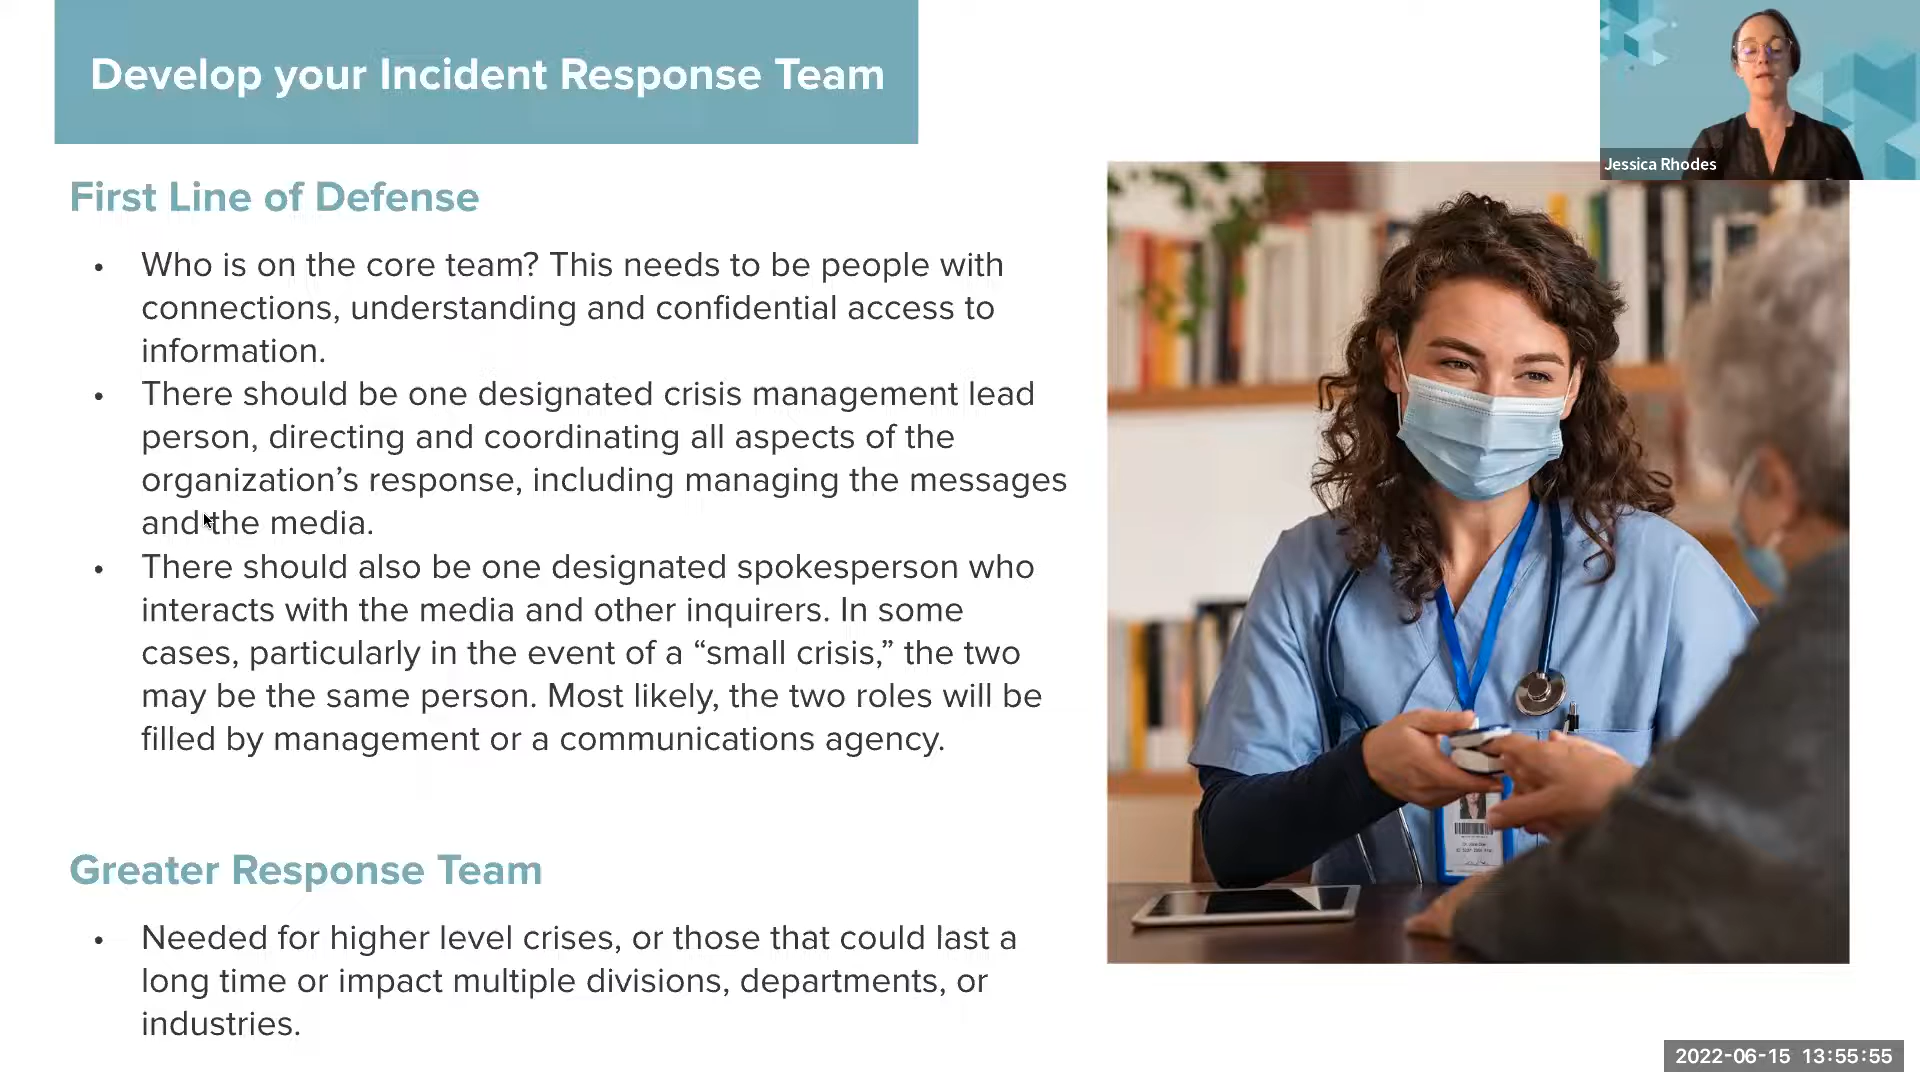 Develop your Incident Response Team
Jessica Rhodes
First Line of Defense
• Who is on the core team? This needs to be people with
connections, understanding and confidential access to
information.
• There should be one designated crisis management lead
person, directing and coordinating all aspects of the
organization’s response, including managing the messages
and the media.
• There should also be one designated spokesperson who
interacts with the media and other inquirers. In some
cases, particularly in the event of a “small crisis,” the two
may be the same person. Most likely, the two roles will be
filled by management or a communications agency.
Greater Response Team
• Needed for higher level crises, or those that could last a
long time or impact multiple divisions, departments, or
industries.
2022-06-15 13:55:55